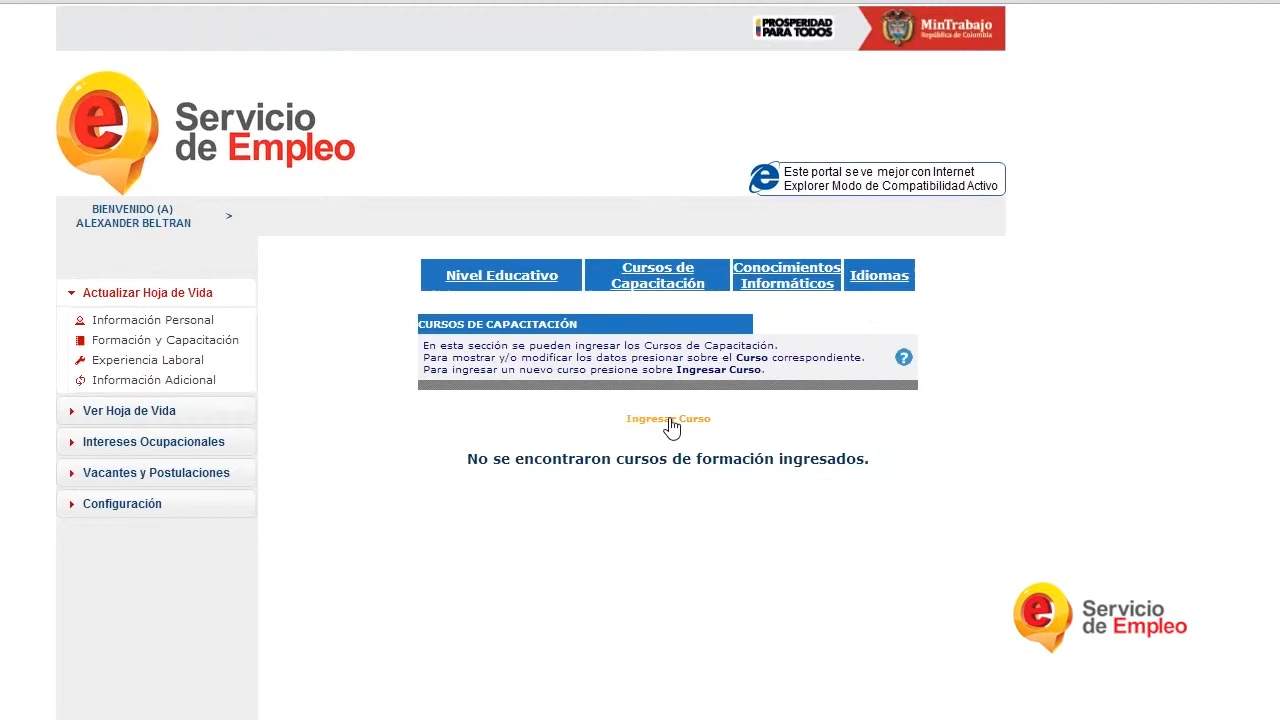 PROSPERIDAD
PARA TODOS
MinTrabajo
República de Colombia
e
Servicio
de Empleo
Este portal se ve mejor con Internet
Explorer Modo de Compatibilidad Activo
BIENVENIDO (A)
ALEXANDER BELTRAN
>
Nivel Educativo
Cursos de
Capacitación
Conocimientos
Informáticos
Idiomas
Actualizar Hoja de Vida
Información Personal
Formación y Capacitación
Experiencia Laboral
Información Adicional
Ver Hoja de Vida
Intereses Ocupacionales
Vacantes y Postulaciones
Configuración
CURSOS DE CAPACITACIÓN
En esta sección se pueden ingresar los Cursos de Capacitación.
Para mostrar y/o modificar los datos presionar sobre el Curso correspondiente.
Para ingresar un nuevo curso presione sobre Ingresar Curso.
?
Ingresar Curso
No se encontraron cursos de formación ingresados.
e
Servicio
de Empleo